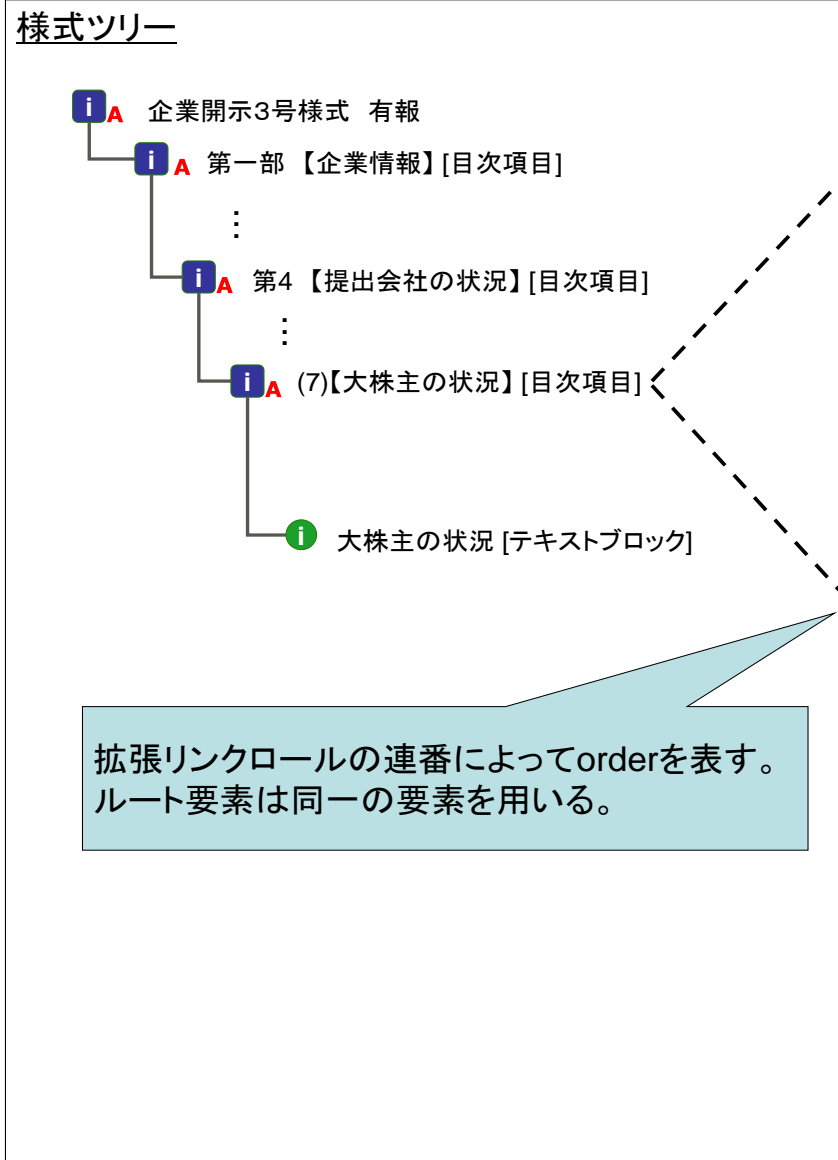 様式ツリー
i A 企業開示3号様式 有報
i A 第一部 【企業情報】 [目次項目]
⋮
i A 第4 【提出会社の状況】 [目次項目]
⋮
i A (7)【大株主の状況】 [目次項目]
i 大株主の状況 [テキストブロック]
拡張リンクロールの連番によってorderを表す。
ルート要素は同一の要素を用いる。